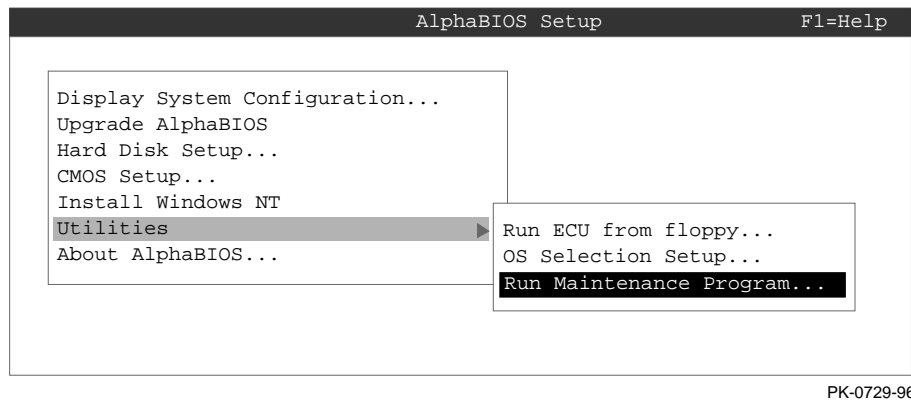 AlphaBIOS Setup F1=Help
Display System Configuration...
Upgrade AlphaBIOS
Hard Disk Setup...
CMOS Setup...
Install Windows NT
Utilities
About AlphaBIOS...
Run ECU from floppy...
OS Selection Setup...
Run Maintenance Program...
PK-0729-96